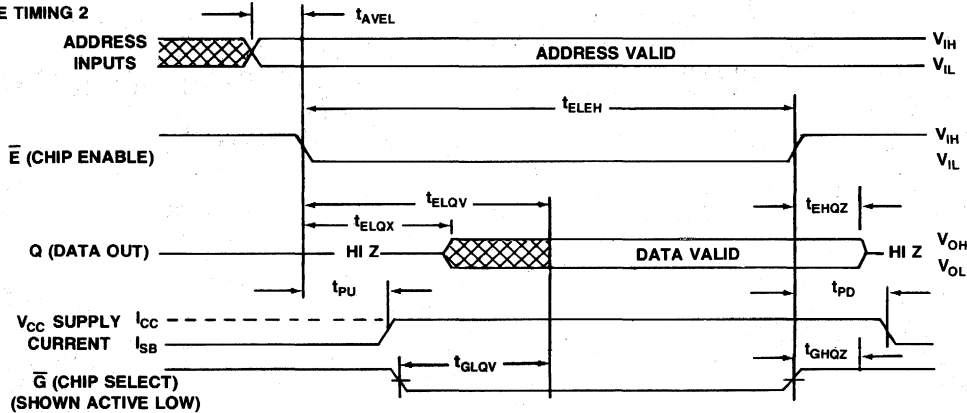 E TIMING 2
tAVEL
ADDRESS
INPUTS
ADDRESS VALID
VIH
VIL
tELEH
E̅ (CHIP ENABLE)
VIH
VIL
tELQV
tEHQZ
tELQX
Q (DATA OUT)
HI Z
DATA VALID
HI Z
VOH
VOL
tPU
tPD
VCC SUPPLY
CURRENT
ICC
ISB
tGLQV
tGHQZ
G̅ (CHIP SELECT)
(SHOWN ACTIVE LOW)